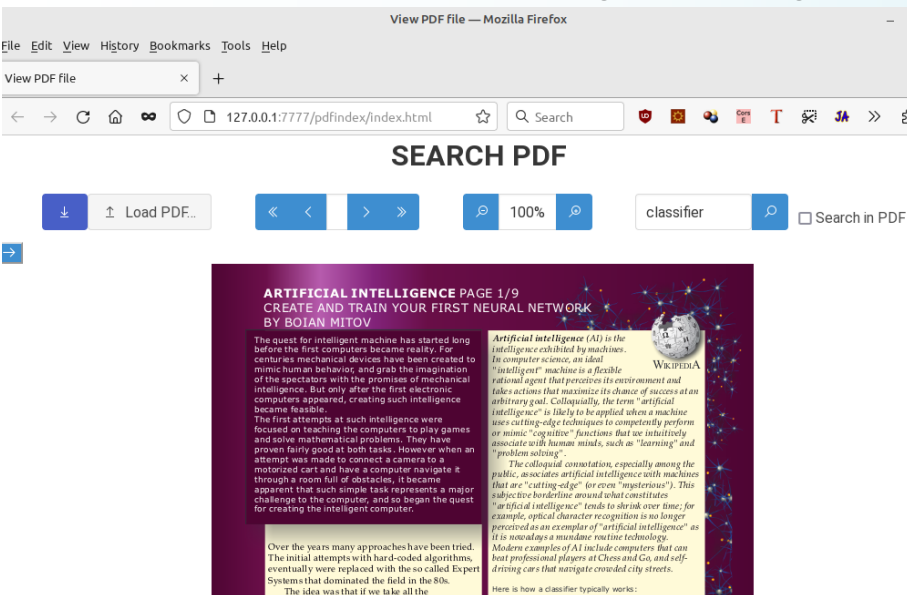 View PDF file — Mozilla Firefox
File Edit View History Bookmarks Tools Help
View PDF file
127.0.0.1:7777/pdfindex/index.html
Search
SEARCH PDF
Load PDF...
100%
classifier
Search in PDF
ARTIFICIAL INTELLIGENCE PAGE 1/9
CREATE AND TRAIN YOUR FIRST NEURAL NETWORK
BY BOIAN MITOV
The quest for intelligent machine has started long
before the first computers became reality. For
centuries mechanical devices have been created to
mimic human behavior, and grab the imagination
of the spectators with the promises of mechanical
intelligence. But only after the first electronic
computers appeared, creating such intelligence
became feasible.
The first attempts at such intelligence were
focused on teaching the computers to play games
and solve mathematical problems. They have
proven fairly good at both tasks. However when an
attempt was made to connect a camera to a
motorized cart and have a computer navigate it
through a room full of obstacles, it became
apparent that such simple task represents a major
challenge to the computer, and so began the quest
for creating the intelligent computer.
Over the years many approaches have been tried.
The initial attempts with hard-coded algorithms,
eventually were replaced with the so called Expert
Systems that dominated the field in the 80s.
The idea was that if we take all the
Artificial intelligence (AI) is the
intelligence exhibited by machines.
In computer science, an ideal
"intelligent" machine is a flexible
rational agent that perceives its environment and
takes actions that maximize its chance of success at an
arbitrary goal. Colloquially, the term "artificial
intelligence" is likely to be applied when a machine
uses cutting-edge techniques to competently perform
or mimic "cognitive" functions that we intuitively
associate with human minds, such as "learning" and
"problem solving".
The colloquial connotation, especially among the
public, associates artificial intelligence with machines
that are "cutting-edge" (or even "mysterious"). This
subjective borderline around what constitutes
"artificial intelligence" tends to shrink over time; for
example, optical character recognition is no longer
perceived as an exemplar of "artificial intelligence" as
it is nowadays a mundane routine technology.
Modern examples of AI include computers that can
beat professional players at Chess and Go, and self-
driving cars that navigate crowded city streets.
Here is how a classifier typically works:
WIKIPEDIA